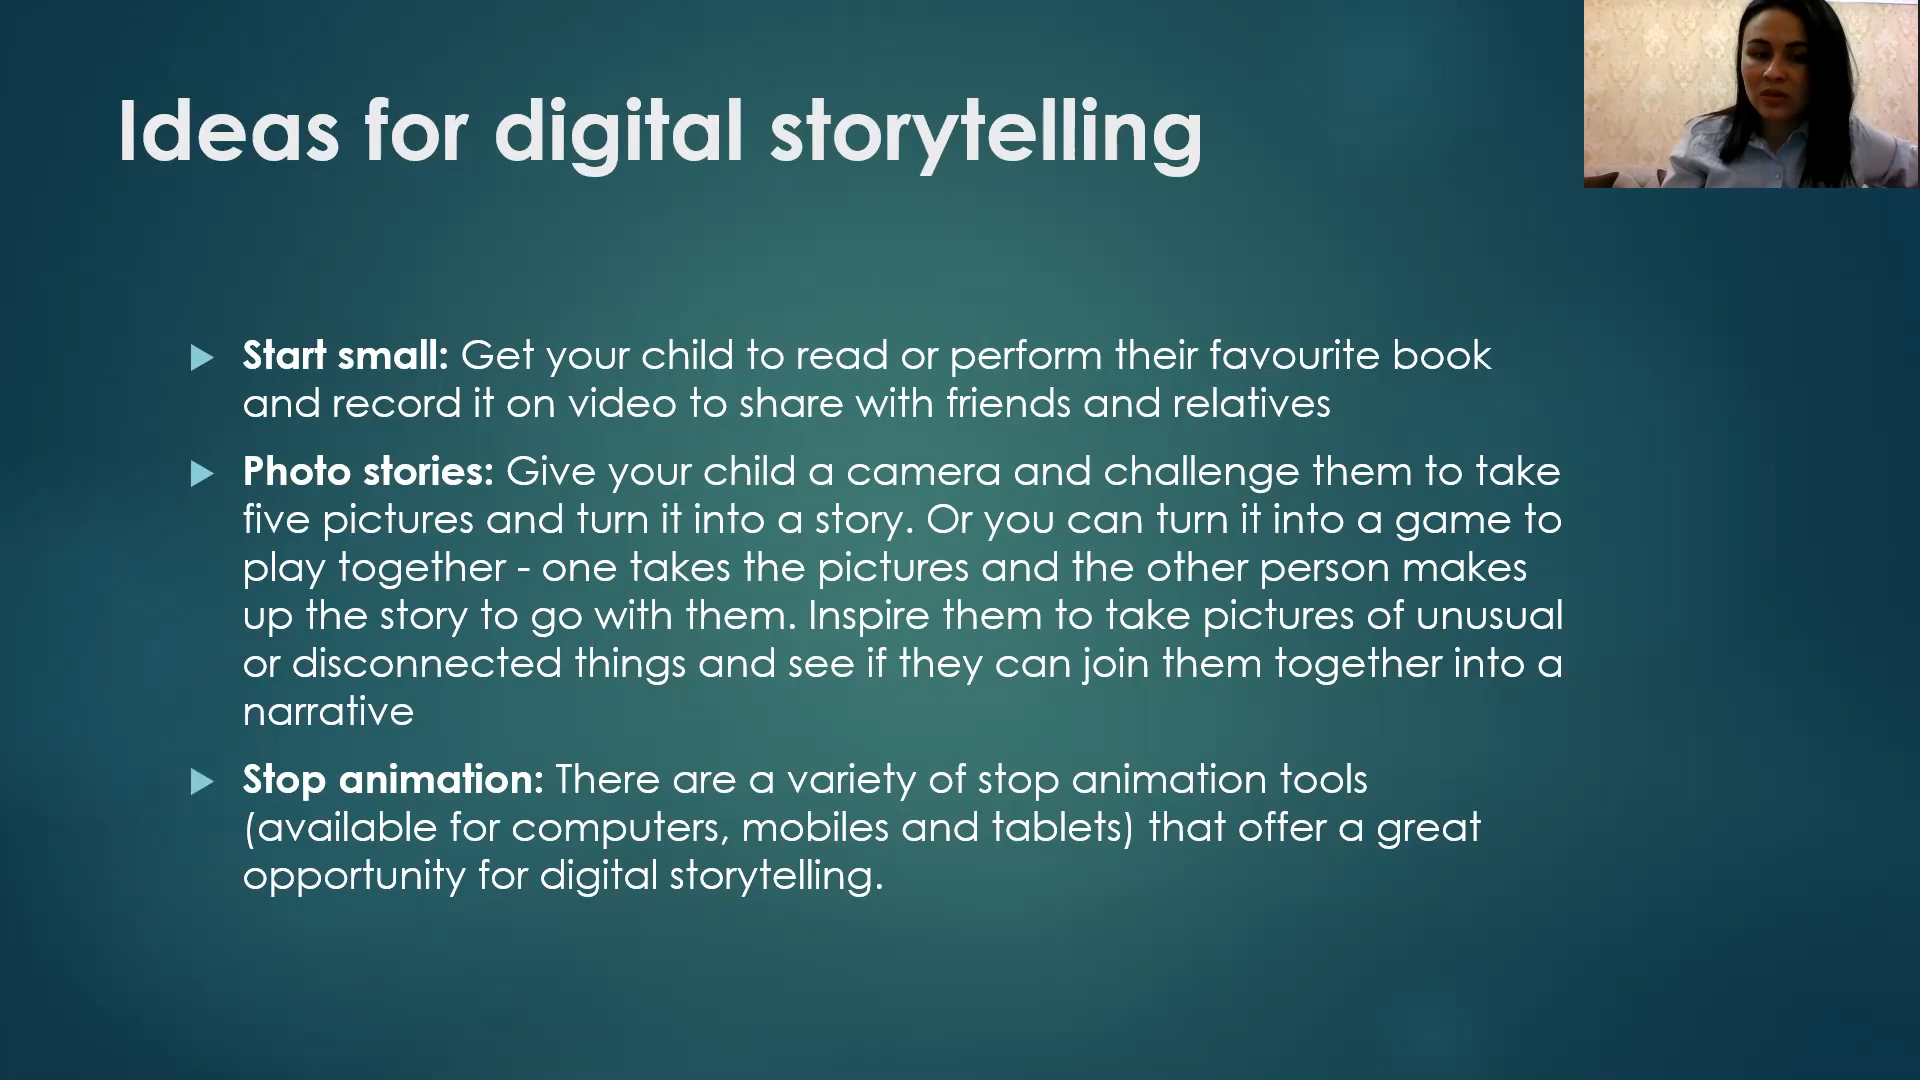 Ideas for digital storytelling
Start small: Get your child to read or perform their favourite book
and record it on video to share with friends and relatives
Photo stories: Give your child a camera and challenge them to take
five pictures and turn it into a story. Or you can turn it into a game to
play together - one takes the pictures and the other person makes
up the story to go with them. Inspire them to take pictures of unusual
or disconnected things and see if they can join them together into a
narrative
Stop animation: There are a variety of stop animation tools
(available for computers, mobiles and tablets) that offer a great
opportunity for digital storytelling.